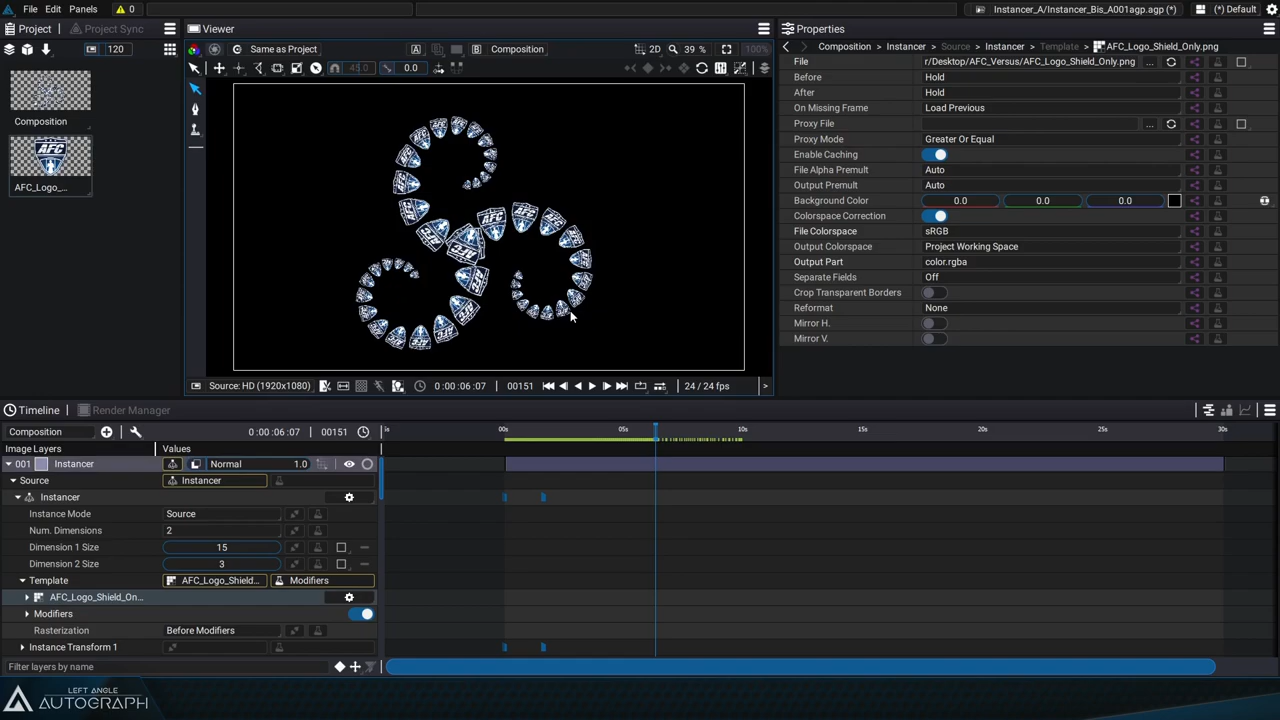 Edit Panels 0 Instancer_A/Instancer_Bis_A001agp.agp (*) (*) Default
Project Project Sync Viewer Properties
120 Same as Project A B Composition 2D 39 % 100%
Composition Instancer Source Instancer Template AFC_Logo_Shield_Only.png
45.0 0.0
File r/Desktop/AFC_Versus/AFC_Logo_Shield_Only.png ...
Before Hold
After Hold
On Missing Frame Load Previous
Proxy File ...
Proxy Mode Greater Or Equal
Enable Caching
File Alpha Premult Auto
Output Premult Auto
Background Color 0.0 0.0 0.0
Colorspace Correction
File Colorspace sRGB
Output Colorspace Project Working Space
Output Part color.rgba
Separate Fields Off
Crop Transparent Borders
Reformat None
Mirror H.
Mirror V.
Composition
AFC
AFC_Logo_...
Source: HD (1920x1080) 0:00:06:07 00151 24 / 24 fps
Timeline Render Manager
Composition 0:00:06:07 00151 00s 05s 10s 15s 20s 25s 30s
Image Layers Values
001 Instancer Normal 1.0
Source Instancer
Instancer
Instance Mode Source
Num. Dimensions 2
Dimension 1 Size 15
Dimension 2 Size 3
Template AFC_Logo_Shield... Modifiers
AFC_Logo_Shield_On...
Modifiers
Rasterization Before Modifiers
Instance Transform 1
Filter layers by name
LEFT ANGLE
AUTOGRAPH